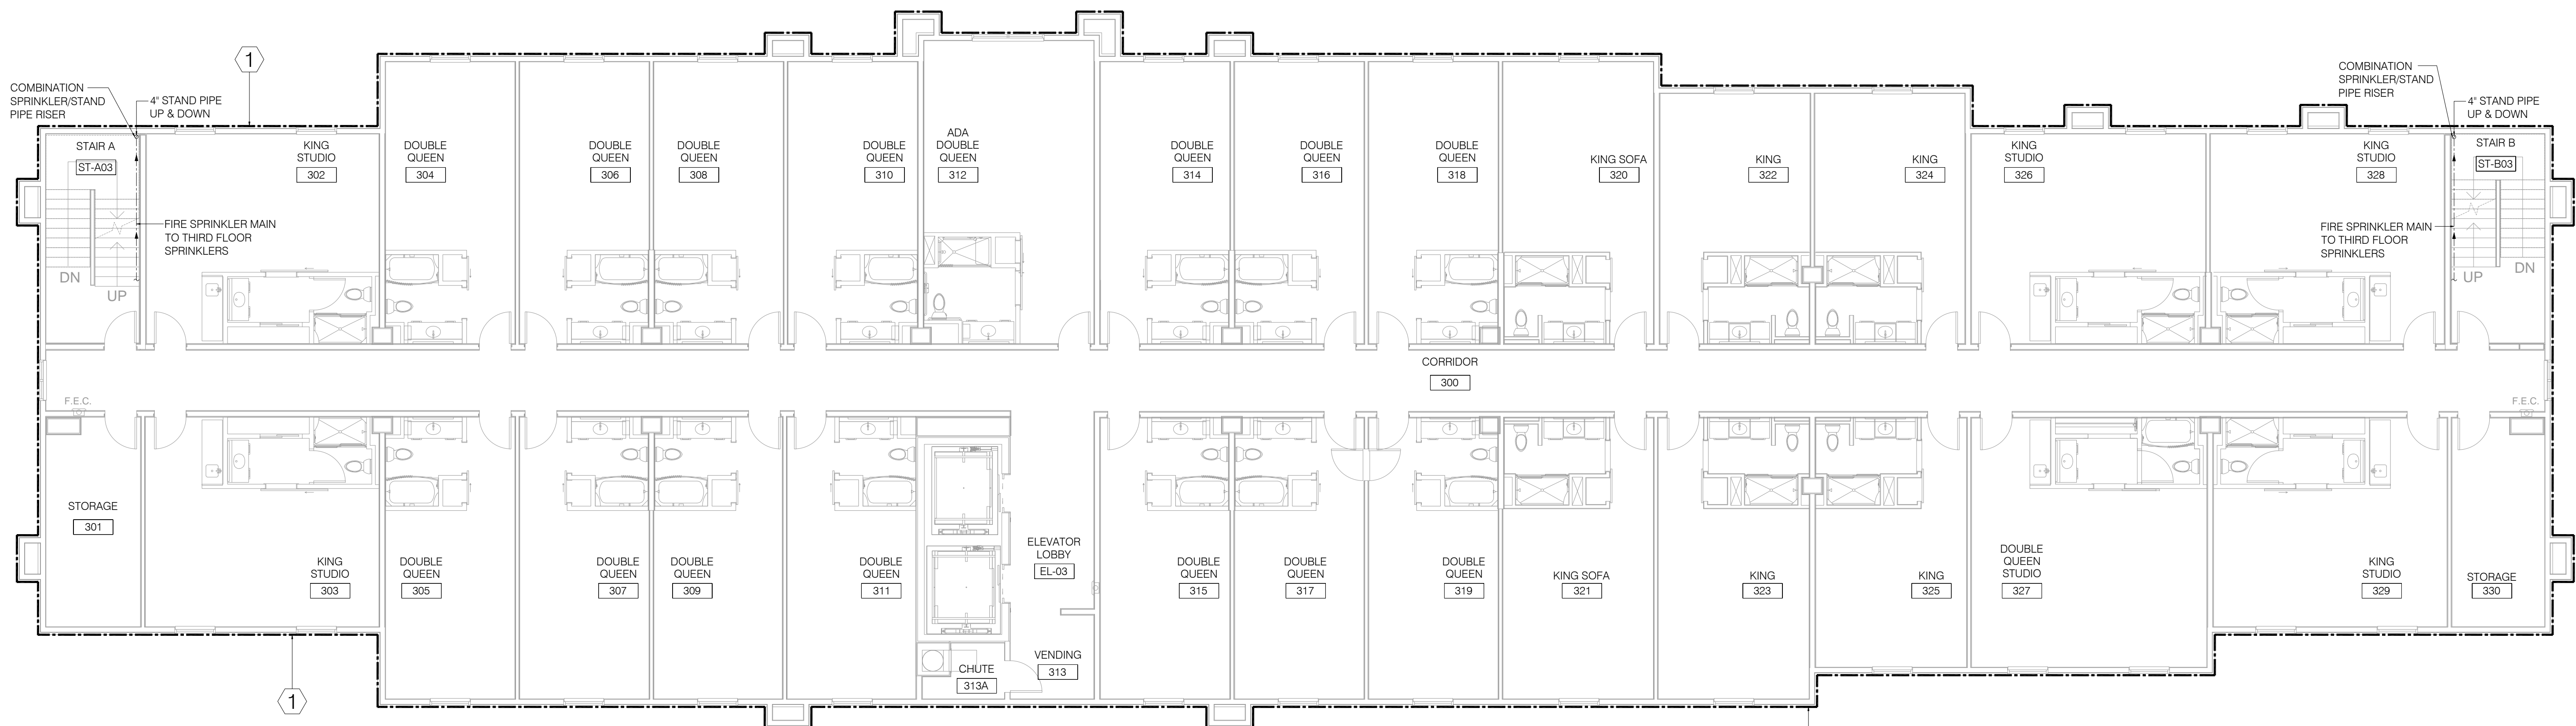 1
COMBINATION
SPRINKLER/STAND
PIPE RISER
4" STAND PIPE
UP & DOWN
COMBINATION
SPRINKLER/STAND
PIPE RISER
4" STAND PIPE
UP & DOWN
STAIR A
ST-A03
KING
STUDIO
302
DOUBLE
QUEEN
304
DOUBLE
QUEEN
306
DOUBLE
QUEEN
308
DOUBLE
QUEEN
310
ADA
DOUBLE
QUEEN
312
DOUBLE
QUEEN
314
DOUBLE
QUEEN
316
DOUBLE
QUEEN
318
KING SOFA
320
KING
322
KING
324
KING
STUDIO
326
KING
STUDIO
328
STAIR B
ST-B03
FIRE SPRINKLER MAIN
TO THIRD FLOOR
SPRINKLERS
DN
UP
FIRE SPRINKLER MAIN
TO THIRD FLOOR
SPRINKLERS
UP
DN
CORRIDOR
300
F.E.C.
F.E.C.
STORAGE
301
KING
STUDIO
303
DOUBLE
QUEEN
305
DOUBLE
QUEEN
307
DOUBLE
QUEEN
309
DOUBLE
QUEEN
311
ELEVATOR
LOBBY
EL-03
DOUBLE
QUEEN
315
DOUBLE
QUEEN
317
DOUBLE
QUEEN
319
KING SOFA
321
KING
323
KING
325
DOUBLE
QUEEN
STUDIO
327
KING
STUDIO
329
STORAGE
330
CHUTE
313A
VENDING
313
1